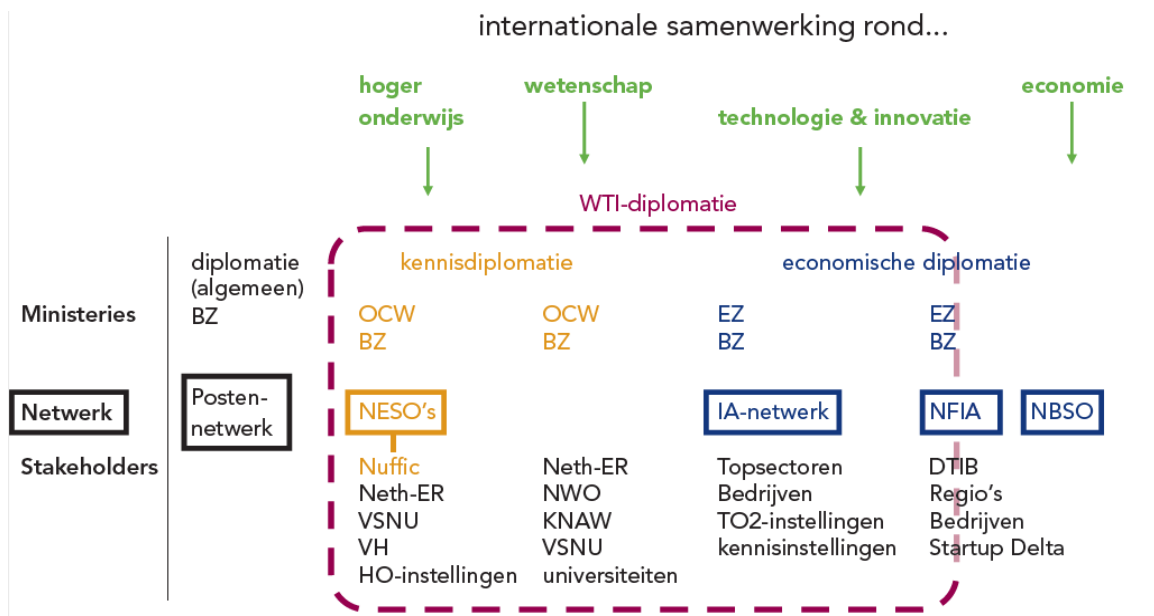 internationale samenwerking rond...
hoger
onderwijs
wetenschap
technologie & innovatie
economie
WTI-diplomatie
diplomatie
(algemeen)
kennisdiplomatie
economische diplomatie
Ministeries
BZ
OCW
BZ
OCW
BZ
EZ
BZ
EZ
BZ
Netwerk
Posten-
netwerk
NESO's
IA-netwerk
NFIA
NBSO
Stakeholders
Nuffic
Neth-ER
VSNU
VH
HO-instellingen
Neth-ER
NWO
KNAW
VSNU
universiteiten
Topsectoren
Bedrijven
TO2-instellingen
kennisinstellingen
DTIB
Regio's
Bedrijven
Startup Delta